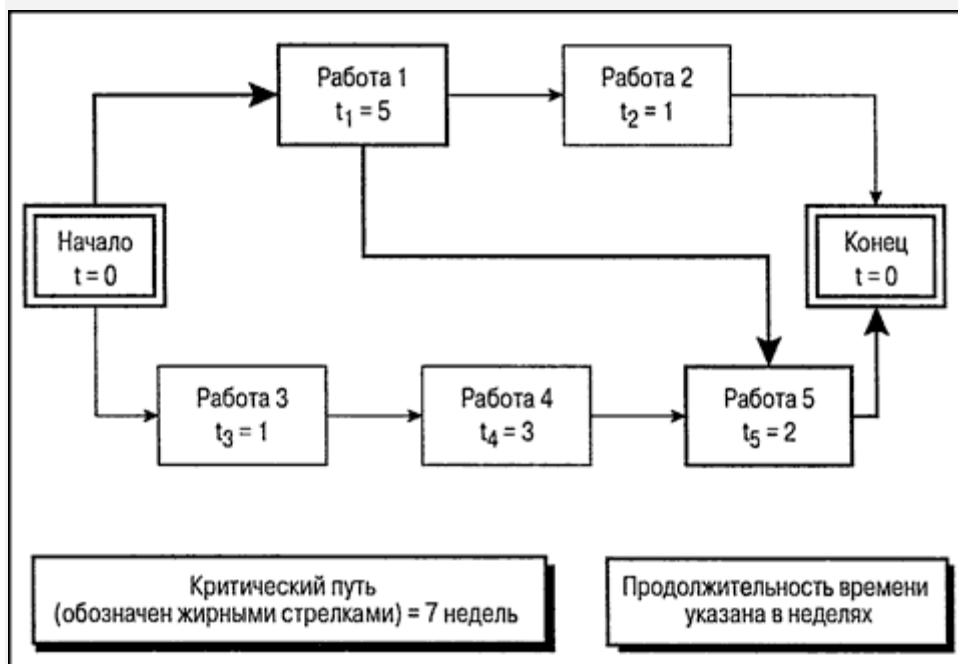 Работа 1
t₁ = 5
Работа 2
t₂ = 1
Начало
t = 0
Конец
t = 0
Работа 3
t₃ = 1
Работа 4
t₄ = 3
Работа 5
t₅ = 2
Критический путь
(обозначен жирными стрелками) = 7 недель
Продолжительность времени
указана в неделях